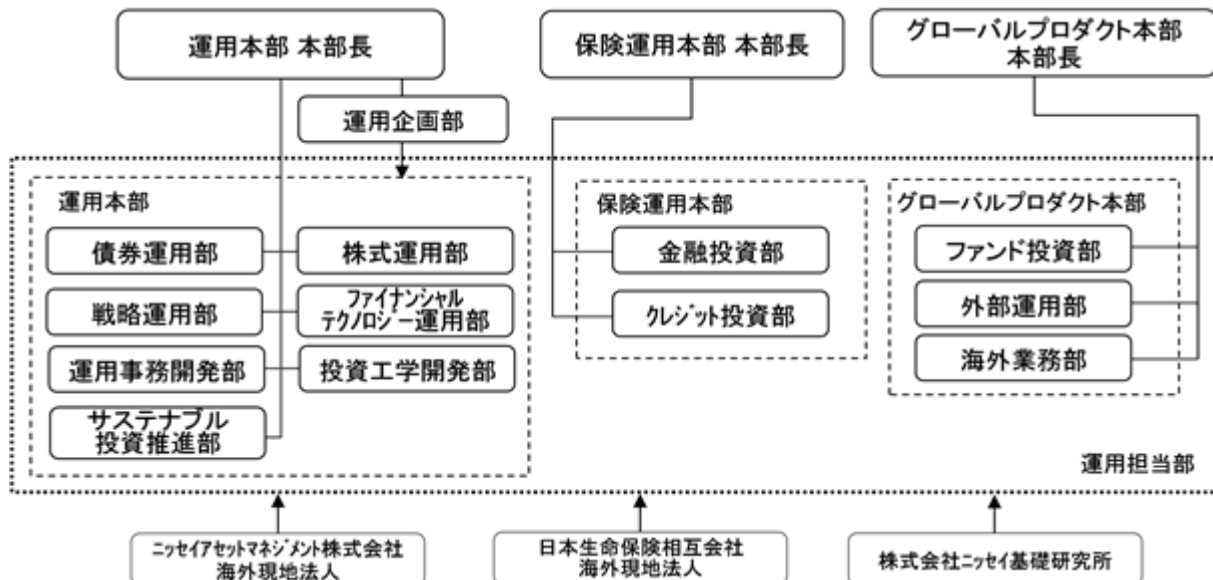 運用本部 本部長
保険運用本部 本部長
グローバルプロダクト本部
本部長
運用企画部
運用本部
債券運用部
株式運用部
戦略運用部
ファイナンシャル
テクノロジー運用部
運用事務開発部
投資工学開発部
サステナブル
投資推進部
保険運用本部
金融投資部
クレジット投資部
グローバルプロダクト本部
ファンド投資部
外部運用部
海外業務部
運用担当部
ニッセイアセットマネジメント株式会社
海外現地法人
日本生命保険相互会社
海外現地法人
株式会社ニッセイ基礎研究所